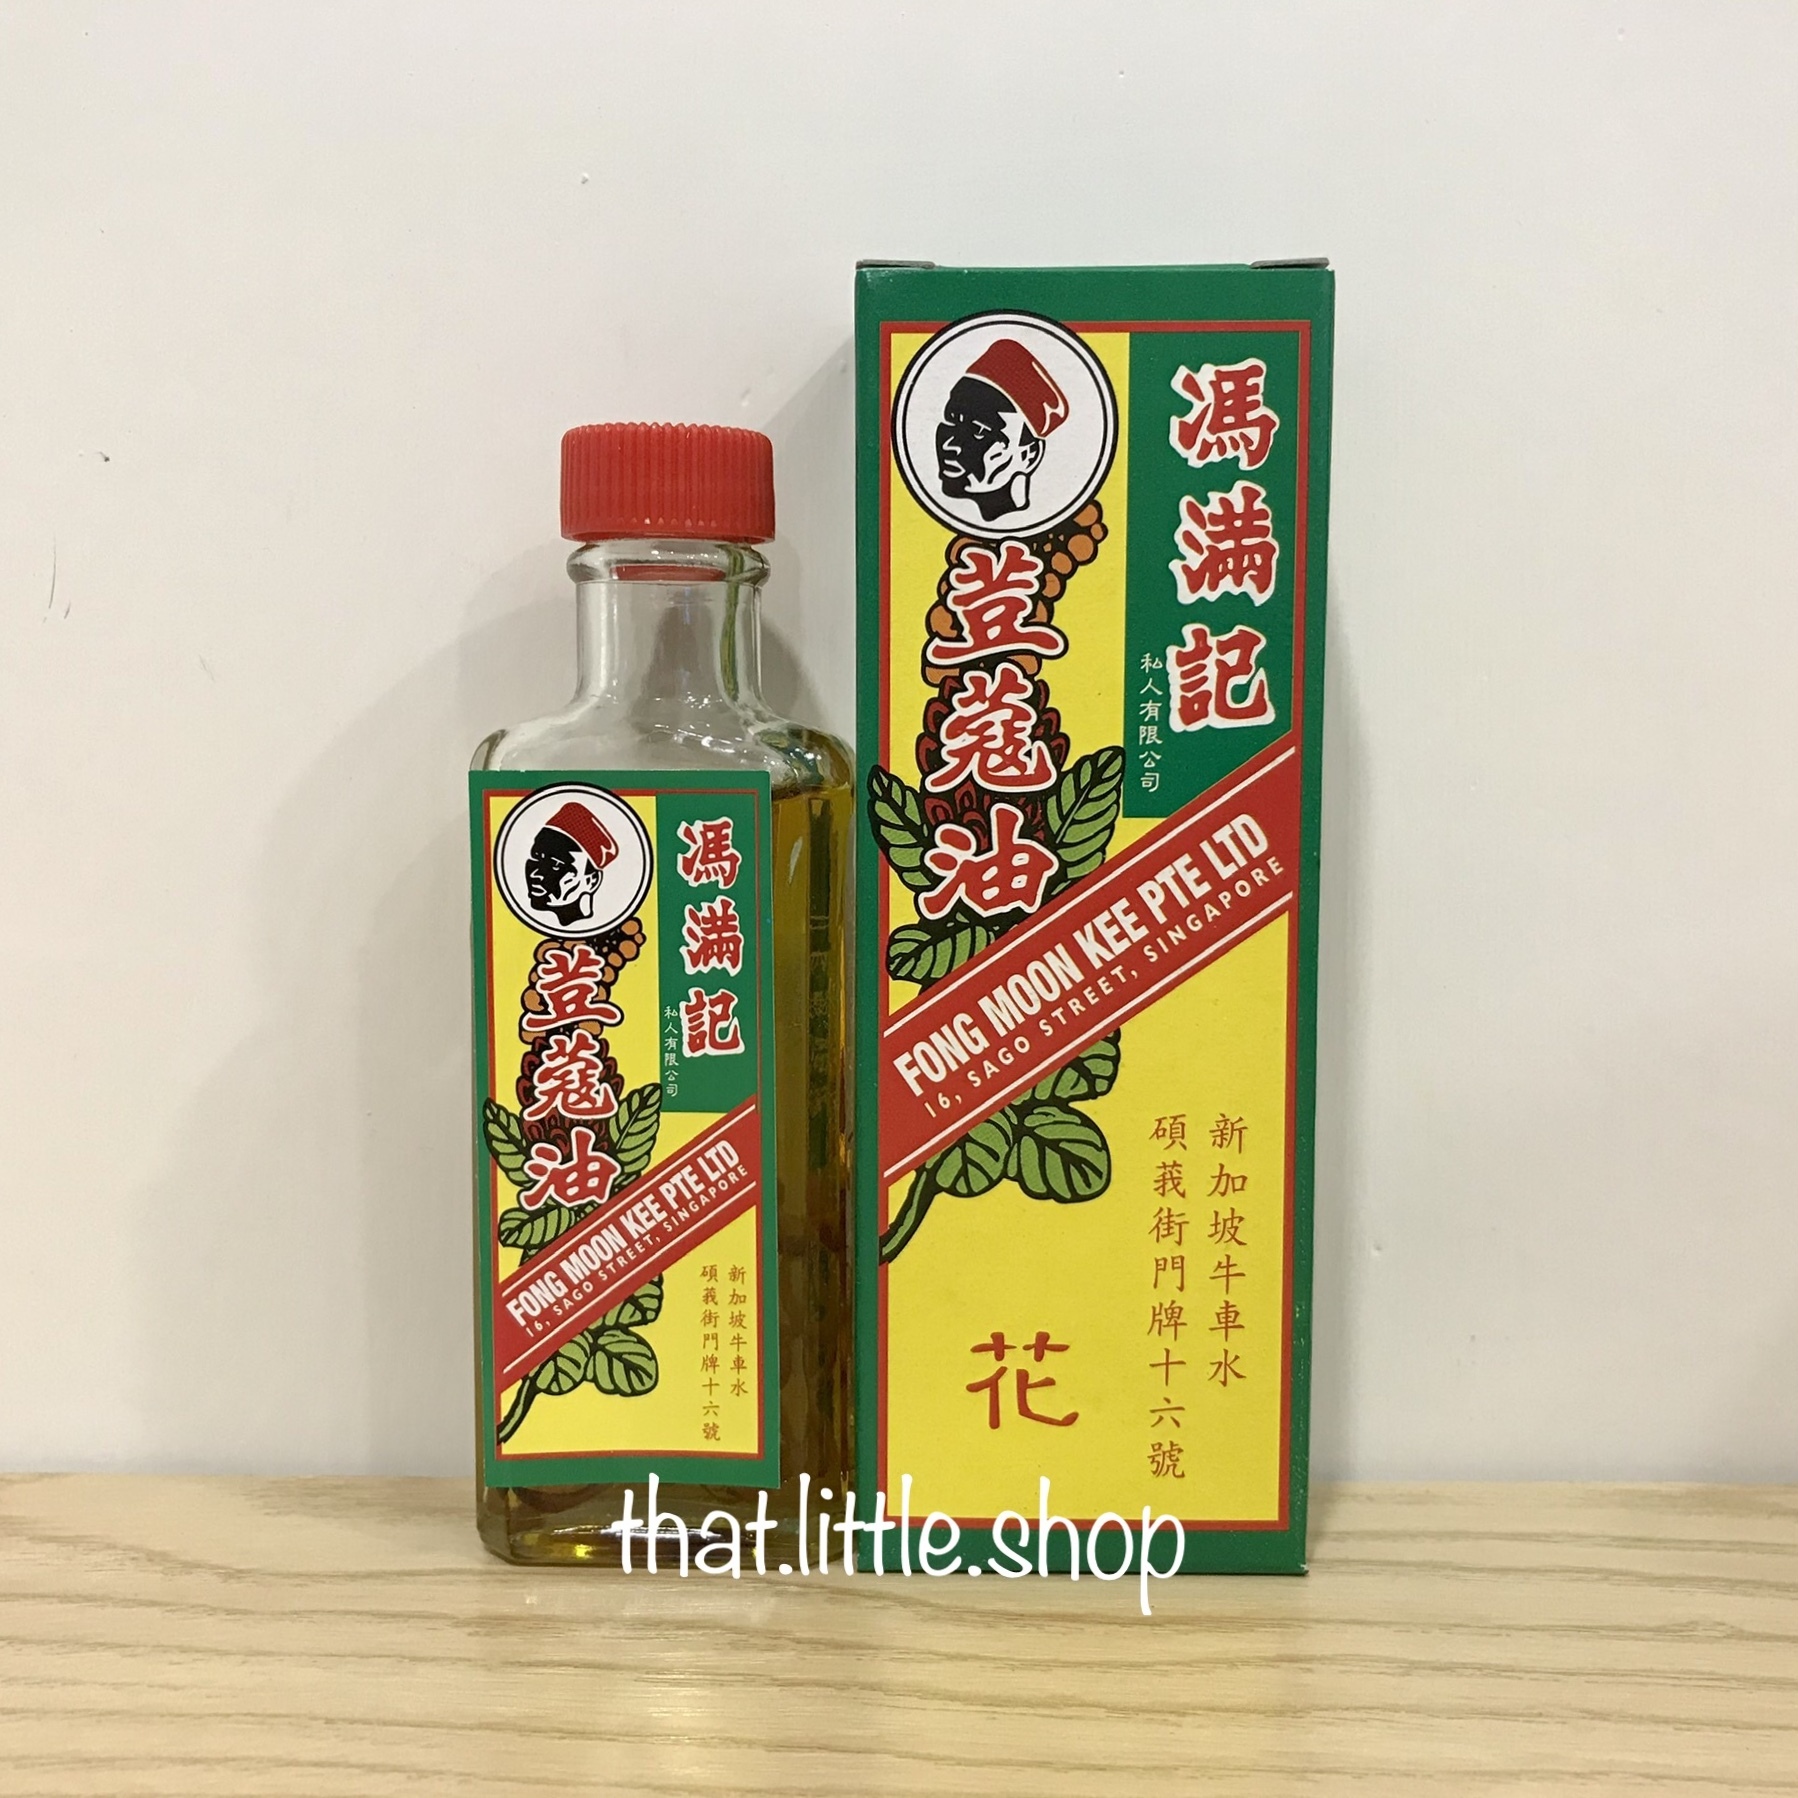 馮滿記
私人有限公司
荳蔻油
FONG MOON KEE PTE LTD
16, SAGO STREET, SINGAPORE
新加坡牛車水
碩莪街門牌十六號
馮滿記
私人有限公司
荳蔻油
FONG MOON KEE PTE LTD
16, SAGO STREET, SINGAPORE
新加坡牛車水
碩莪街門牌十六號
花
that.little.shop